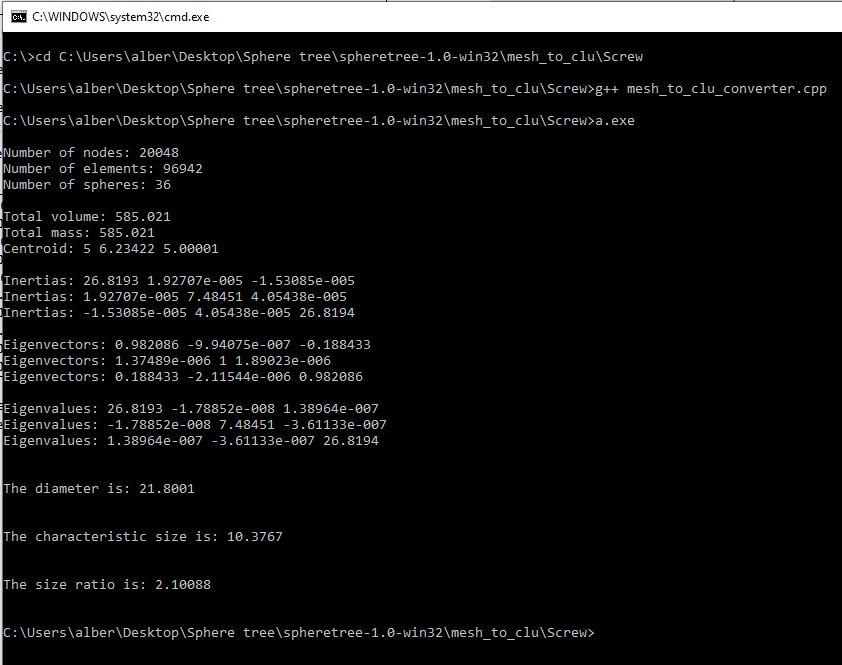 C:\WINDOWS\system32\cmd.exe
C:\>cd C:\Users\alber\Desktop\Sphere tree\spheretree-1.0-win32\mesh_to_clu\Screw
C:\Users\alber\Desktop\Sphere tree\spheretree-1.0-win32\mesh_to_clu\Screw>g++ mesh_to_clu_converter.cpp
C:\Users\alber\Desktop\Sphere tree\spheretree-1.0-win32\mesh_to_clu\Screw>a.exe
Number of nodes: 20048
Number of elements: 96942
Number of spheres: 36
Total volume: 585.021
Total mass: 585.021
Centroid: 5 6.23422 5.00001
Inertias: 26.8193 1.92707e-005 -1.53085e-005
Inertias: 1.92707e-005 7.48451 4.05438e-005
Inertias: -1.53085e-005 4.05438e-005 26.8194
Eigenvectors: 0.982086 -9.94075e-007 -0.188433
Eigenvectors: 1.37489e-006 1 1.89023e-006
Eigenvectors: 0.188433 -2.11544e-006 0.982086
Eigenvalues: 26.8193 -1.78852e-008 1.38964e-007
Eigenvalues: -1.78852e-008 7.48451 -3.61133e-007
Eigenvalues: 1.38964e-007 -3.61133e-007 26.8194
The diameter is: 21.8001
The characteristic size is: 10.3767
The size ratio is: 2.10088
C:\Users\alber\Desktop\Sphere tree\spheretree-1.0-win32\mesh_to_clu\Screw>